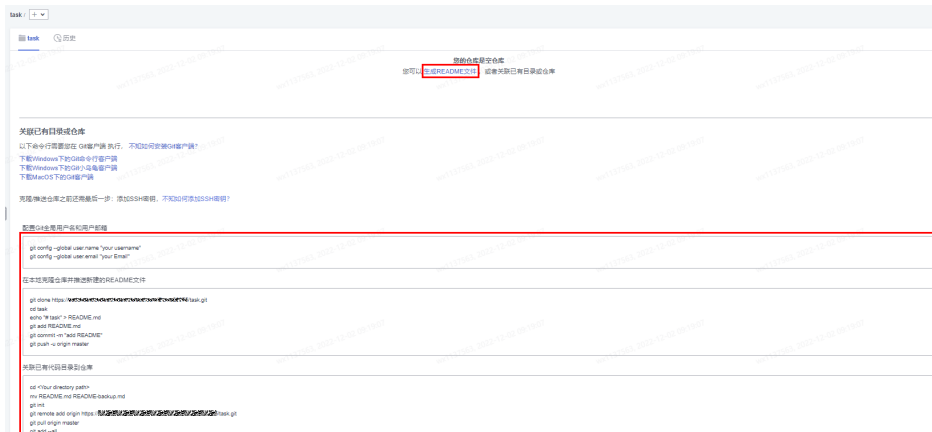 task / +
task 历史
您的仓库是空仓库
您可以 生成README文件，或者关联已有目录或仓库
关联已有目录或仓库
以下命令行需要您在 Git客户端 执行。 不知如何安装Git客户端?
下载Windows下的Git命令行客户端
下载Windows下的Git小乌龟客户端
下载MacOS下的Git客户端
克隆/推送仓库之前还需最后一步：添加SSH密钥，不知如何添加SSH密钥?
配置Git全局用户名和用户邮箱
git config --global user.name "your username"
git config --global user.email "your Email"
在本地克隆仓库并推送新建的README文件
git clone https://
/task.git
cd task
echo "# task" > README.md
git add README.md
git commit -m "add README"
git push -u origin master
关联已有代码目录到仓库
cd <Your directory path>
mv README.md README-backup.md
git init
git remote add origin https://
/task.git
git pull origin master
git add --all